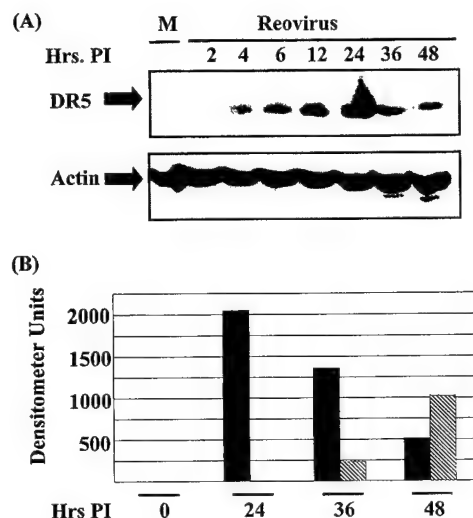 (A)
M Reovirus
Hrs. PI 2 4 6 12 24 36 48
DR5
Actin
(B)
Densitometer Units
2000
1500
1000
500
Hrs PI 0 24 36 48